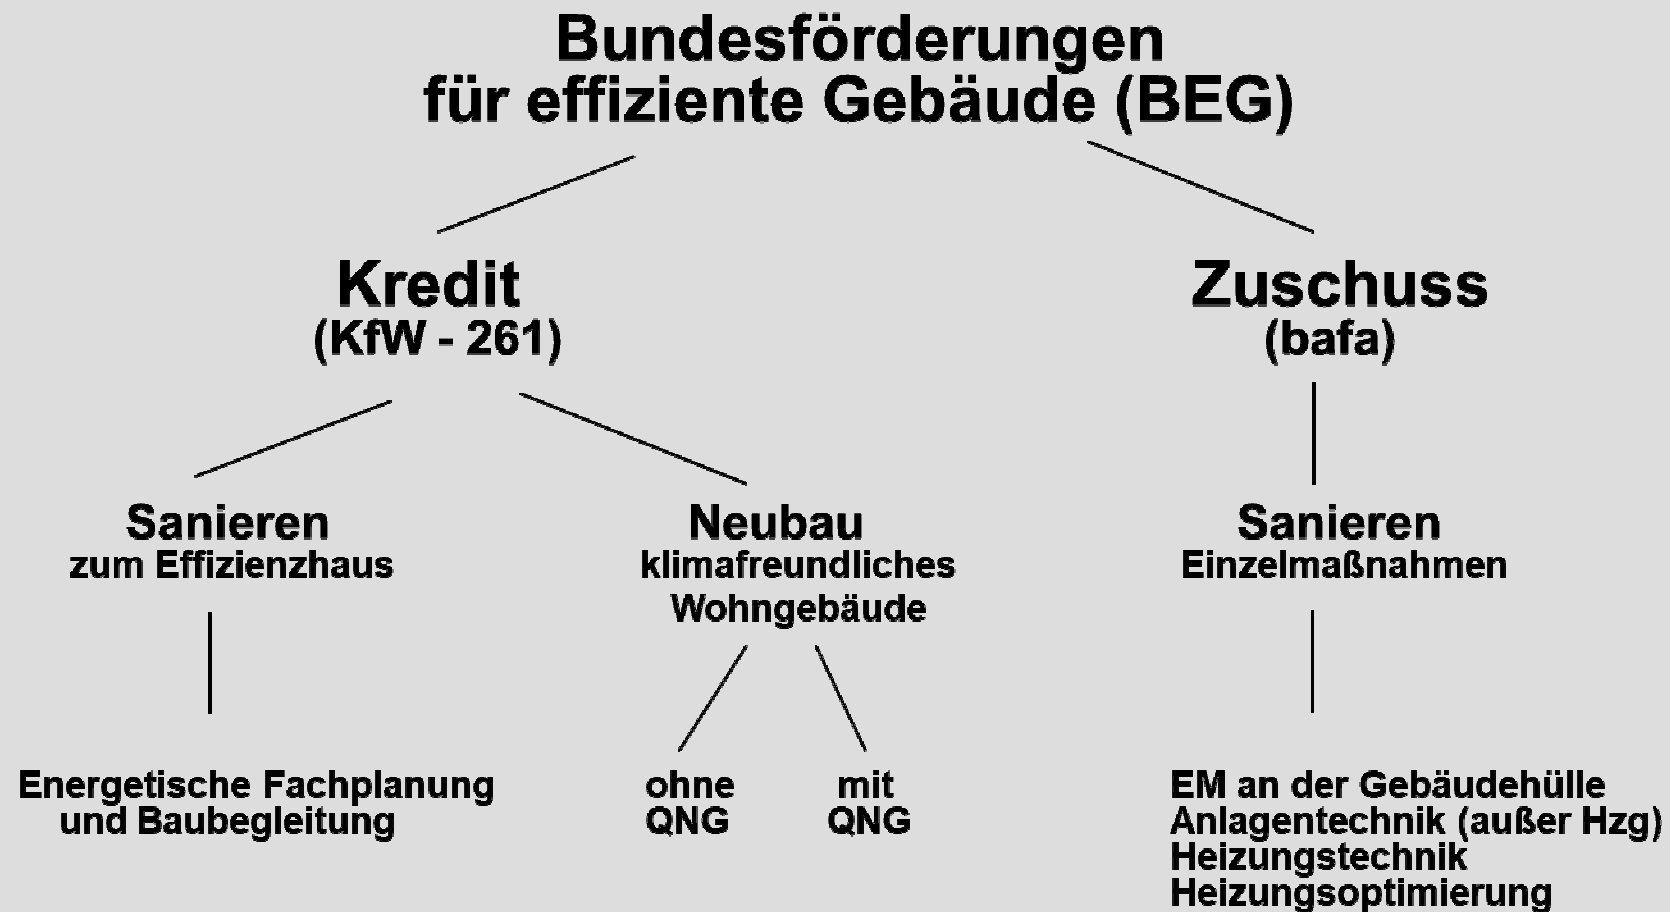 Bundesförderungen
für effiziente Gebäude (BEG)
Kredit
(KfW - 261)
Zuschuss
(bafa)
Sanieren
zum Effizienzhaus
Neubau
klimafreundliches
Wohngebäude
Sanieren
Einzelmaßnahmen
Energetische Fachplanung
und Baubegleitung
ohne
QNG
mit
QNG
EM an der Gebäudehülle
Anlagentechnik (außer Hzg)
Heizungstechnik
Heizungsoptimierung